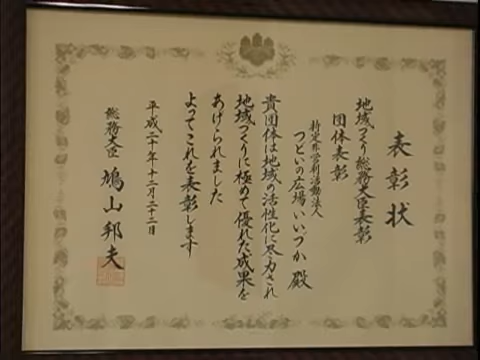 表彰状
地域づくり総務大臣表彰
団体表彰
特定非営利活動法人
つどいの広場いいづか 殿
貴団体は地域の活性化に尽力され
地域づくりに極めて優れた成果を
あげられました
よってこれを表彰します
平成二十年十二月二十二日
総務大臣 鳩山邦夫